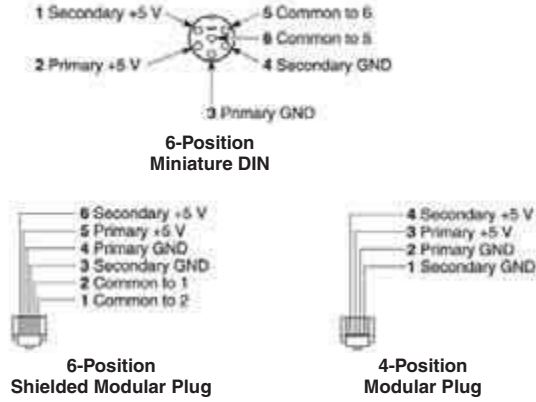 1 Secondary +5 V
5 Common to 6
6 Common to 5
2 Primary +5 V
4 Secondary GND
3 Primary GND
6-Position
Miniature DIN
6 Secondary +5 V
5 Primary +5 V
4 Primary GND
3 Secondary GND
2 Common to 1
1 Common to 2
6-Position
Shielded Modular Plug
4 Secondary +5 V
3 Primary +5 V
2 Primary GND
1 Secondary GND
4-Position
Modular Plug